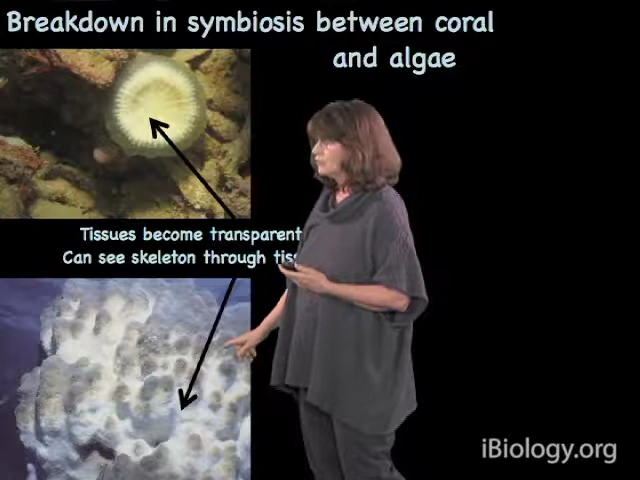 Breakdown in symbiosis between coral
and algae
Tissues become transparent
Can see skeleton through
iBiology.org